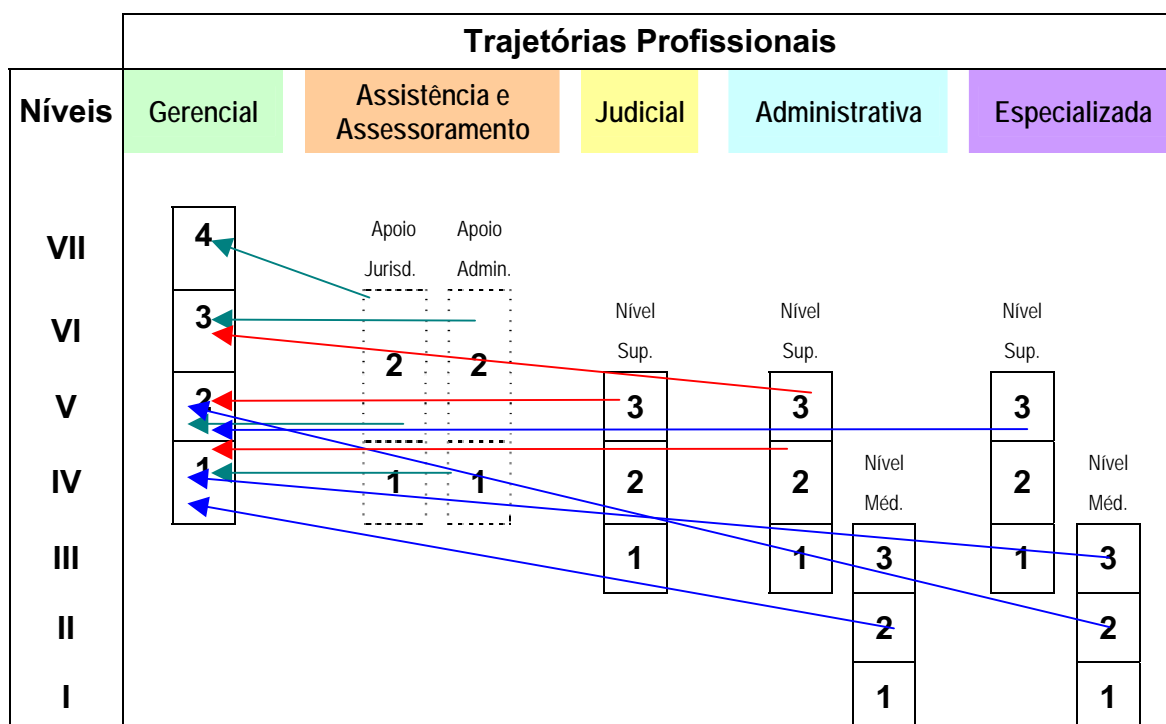 Trajetórias Profissionais
Níveis
Gerencial
Assistência e
Assessoramento
Judicial
Administrativa
Especializada
VII
4
Apoio
Jurisd.
Apoio
Admin.
VI
3
2
2
Nível
Sup.
Nível
Sup.
Nível
Sup.
V
2
3
3
3
IV
1
1
1
2
2
Nível
Méd.
2
Nível
Méd.
III
1
1
3
1
3
II
2
2
I
1
1